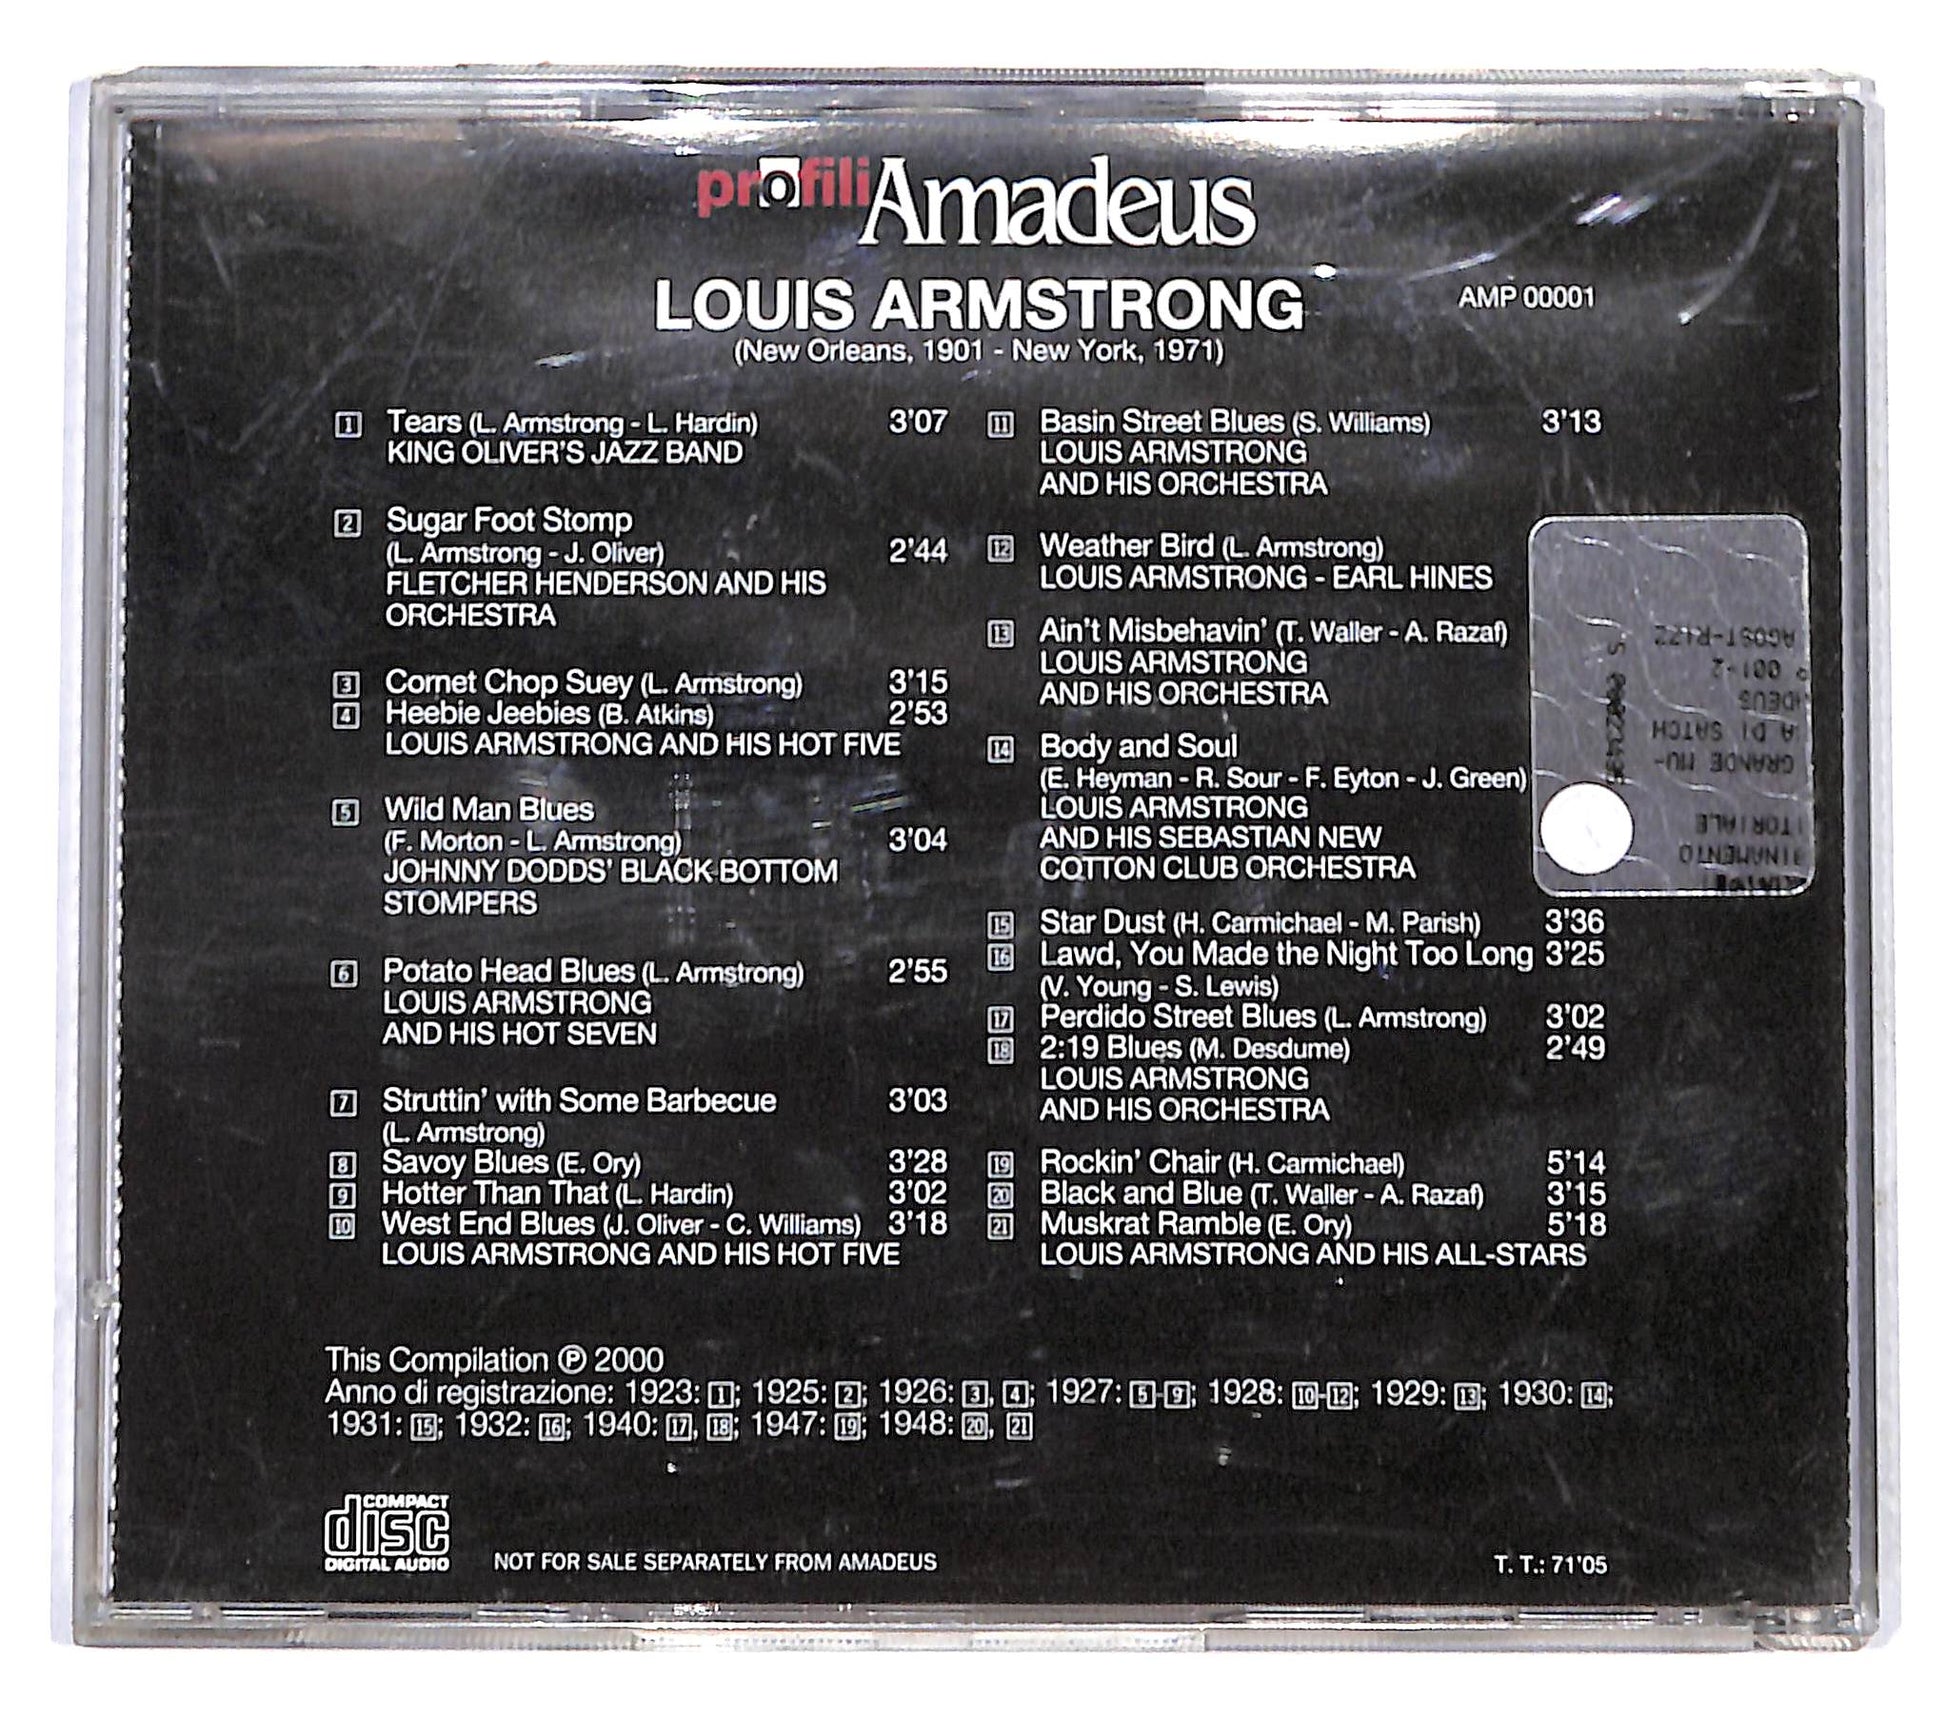 profili Amadeus
LOUIS ARMSTRONG
AMP 00001
(New Orleans, 1901 - New York, 1971)
1 Tears (L. Armstrong - L. Hardin) 3'07
KING OLIVER'S JAZZ BAND
2 Sugar Foot Stomp
(L. Armstrong - J. Oliver) 2'44
FLETCHER HENDERSON AND HIS
ORCHESTRA
3 Cornet Chop Suey (L. Armstrong) 3'15
4 Heebie Jeebies (B. Atkins) 2'53
LOUIS ARMSTRONG AND HIS HOT FIVE
5 Wild Man Blues
(F. Morton - L. Armstrong) 3'04
JOHNNY DODDS' BLACK BOTTOM
STOMPERS
6 Potato Head Blues (L. Armstrong) 2'55
LOUIS ARMSTRONG
AND HIS HOT SEVEN
7 Struttin' with Some Barbecue 3'03
(L. Armstrong)
8 Savoy Blues (E. Ory) 3'28
9 Hotter Than That (L. Hardin) 3'02
10 West End Blues (J. Oliver - C. Williams) 3'18
LOUIS ARMSTRONG AND HIS HOT FIVE
11 Basin Street Blues (S. Williams) 3'13
LOUIS ARMSTRONG
AND HIS ORCHESTRA
12 Weather Bird (L. Armstrong)
LOUIS ARMSTRONG - EARL HINES
13 Ain't Misbehavin' (T. Waller - A. Razaf)
LOUIS ARMSTRONG
AND HIS ORCHESTRA
14 Body and Soul
(E. Heyman - R. Sour - F. Eyton - J. Green)
LOUIS ARMSTRONG
AND HIS SEBASTIAN NEW
COTTON CLUB ORCHESTRA
15 Star Dust (H. Carmichael - M. Parish) 3'36
16 Lawd, You Made the Night Too Long 3'25
(V. Young - S. Lewis)
17 Perdido Street Blues (L. Armstrong) 3'02
18 2:19 Blues (M. Desdume) 2'49
LOUIS ARMSTRONG
AND HIS ORCHESTRA
19 Rockin' Chair (H. Carmichael) 5'14
20 Black and Blue (T. Waller - A. Razaf) 3'15
21 Muskrat Ramble (E. Ory) 5'18
LOUIS ARMSTRONG AND HIS ALL-STARS
TORIALE
GRANDE MU-
A DI SATCH
DEUS
001-2
AGOST-RIZZ
This Compilation ℗ 2000
Anno di registrazione: 1923: 1; 1925: 2; 1926: 3, 4; 1927: 5-9; 1928: 10-12; 1929: 13; 1930: 14;
1931: 15; 1932: 16; 1940: 17, 18; 1947: 19; 1948: 20, 21
COMPACT
disc
DIGITAL AUDIO
NOT FOR SALE SEPARATELY FROM AMADEUS
T. T.: 71'05